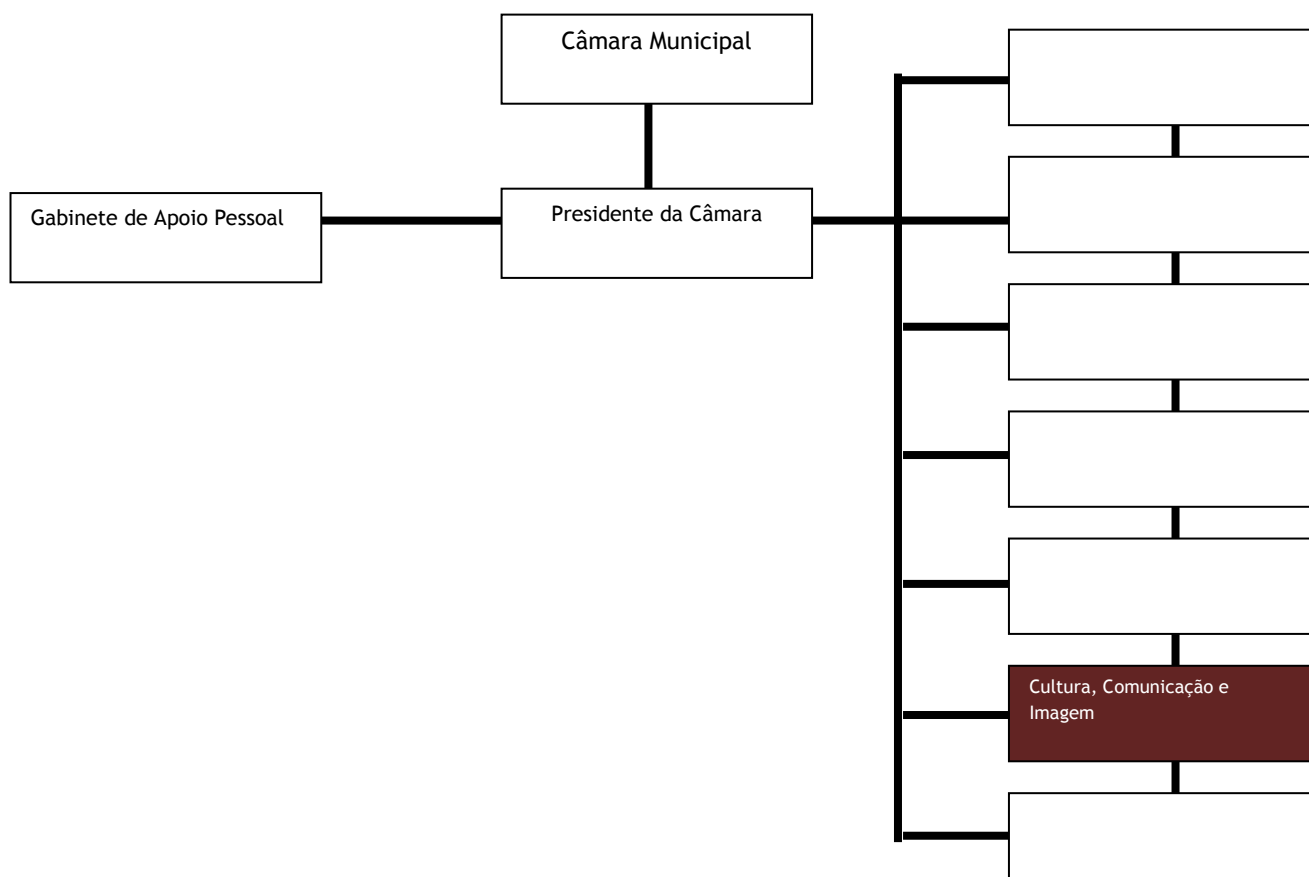 Câmara Municipal
Gabinete de Apoio Pessoal
Presidente da Câmara
Cultura, Comunicação e
Imagem